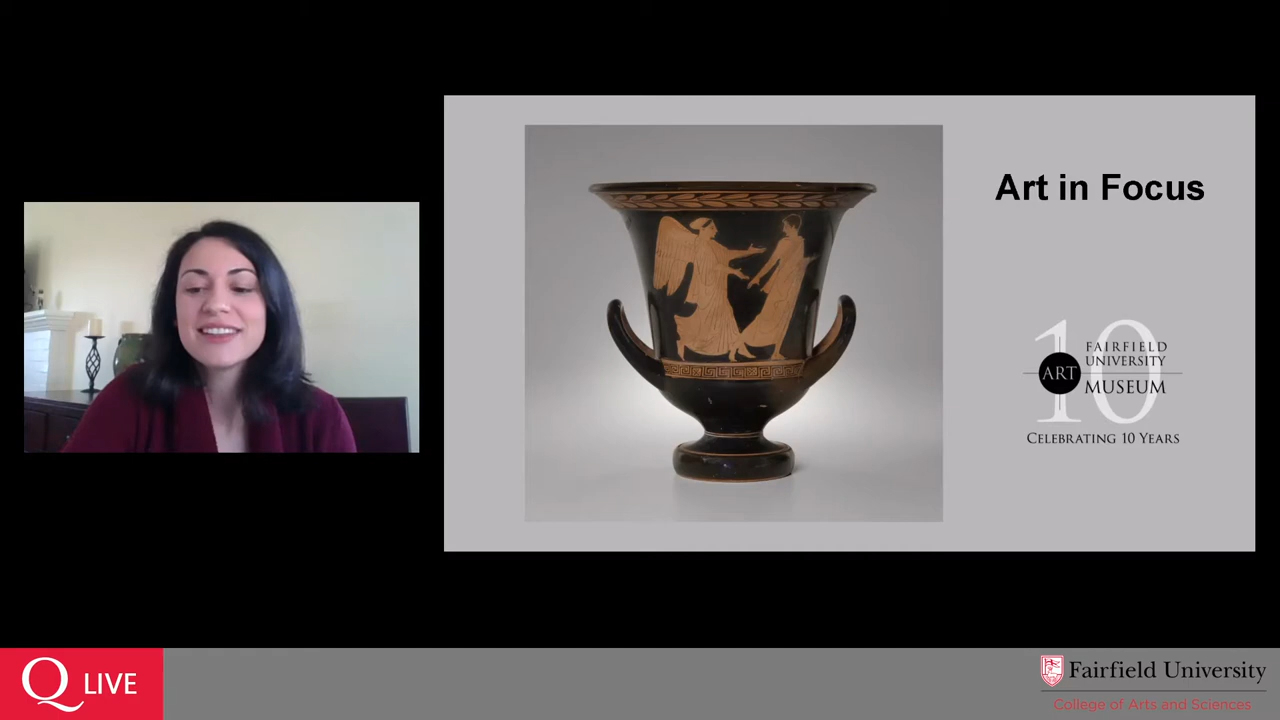 Art in Focus
10
ART
FAIRFIELD
UNIVERSITY
MUSEUM
CELEBRATING 10 YEARS
Q LIVE
Fairfield University
College of Arts and Sciences